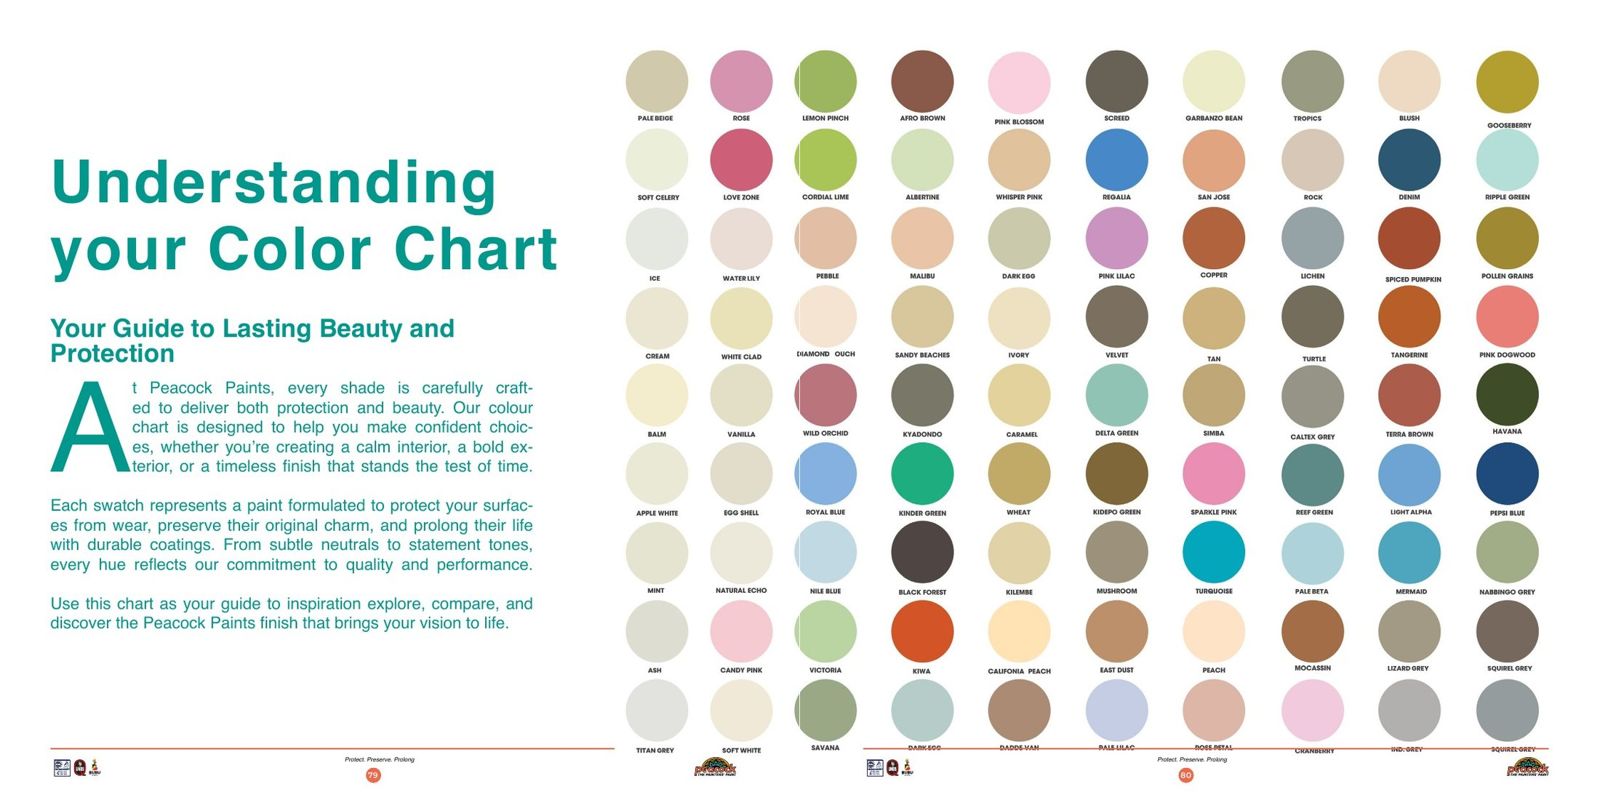 Understanding
your Color Chart
Your Guide to Lasting Beauty and
Protection
At Peacock Paints, every shade is carefully craft-
ed to deliver both protection and beauty. Our colour
chart is designed to help you make confident choic-
es, whether you’re creating a calm interior, a bold ex-
terior, or a timeless finish that stands the test of time.
Each swatch represents a paint formulated to protect your surfac-
es from wear, preserve their original charm, and prolong their life
with durable coatings. From subtle neutrals to statement tones,
every hue reflects our commitment to quality and performance.
Use this chart as your guide to inspiration explore, compare, and
discover the Peacock Paints finish that brings your vision to life.
PALE BEIGE ROSE LEMON PINCH AFRO BROWN PINK BLOSSOM SCREED GARBANZO BEAN TROPICS BLUSH GOOSEBERRY
SOFT CELERY LOVE ZONE CORDIAL LIME ALBERTINE WHISPER PINK REGALIA SAN JOSE ROCK DENIM RIPPLE GREEN
ICE WATER LILY PEBBLE MALIBU DARK EGG PINK LILAC COPPER LICHEN SPICED PUMPKIN POLLEN GRAINS
CREAM WHITE CLAD DIAMOND OUCH SANDY BEACHES IVORY VELVET TAN TURTLE TANGERINE PINK DOGWOOD
BALM VANILLA WILD ORCHID KYADONDO CARAMEL DELTA GREEN SIMBA CALTEX GREY TERRA BROWN HAVANA
APPLE WHITE EGG SHELL ROYAL BLUE KINDER GREEN WHEAT KIDEPO GREEN SPARKLE PINK REEF GREEN LIGHT ALPHA PEPSI BLUE
MINT NATURAL ECHO NILE BLUE BLACK FOREST KILEMBE MUSHROOM TURQUOISE PALE BETA MERMAID NABBINGO GREY
ASH CANDY PINK VICTORIA KIWA CALIFONIA PEACH EAST DUST PEACH MOCASSIN LIZARD GREY SQUIREL GREY
TITAN GREY SOFT WHITE SAVANA DARK EGG DADDS VAN PALE LILAC ROSE PETAL CRANBERRY IND. GREY SQUIREL GREY
Protect. Preserve. Prolong
79
Peacock
Protect. Preserve. Prolong
80
Peacock